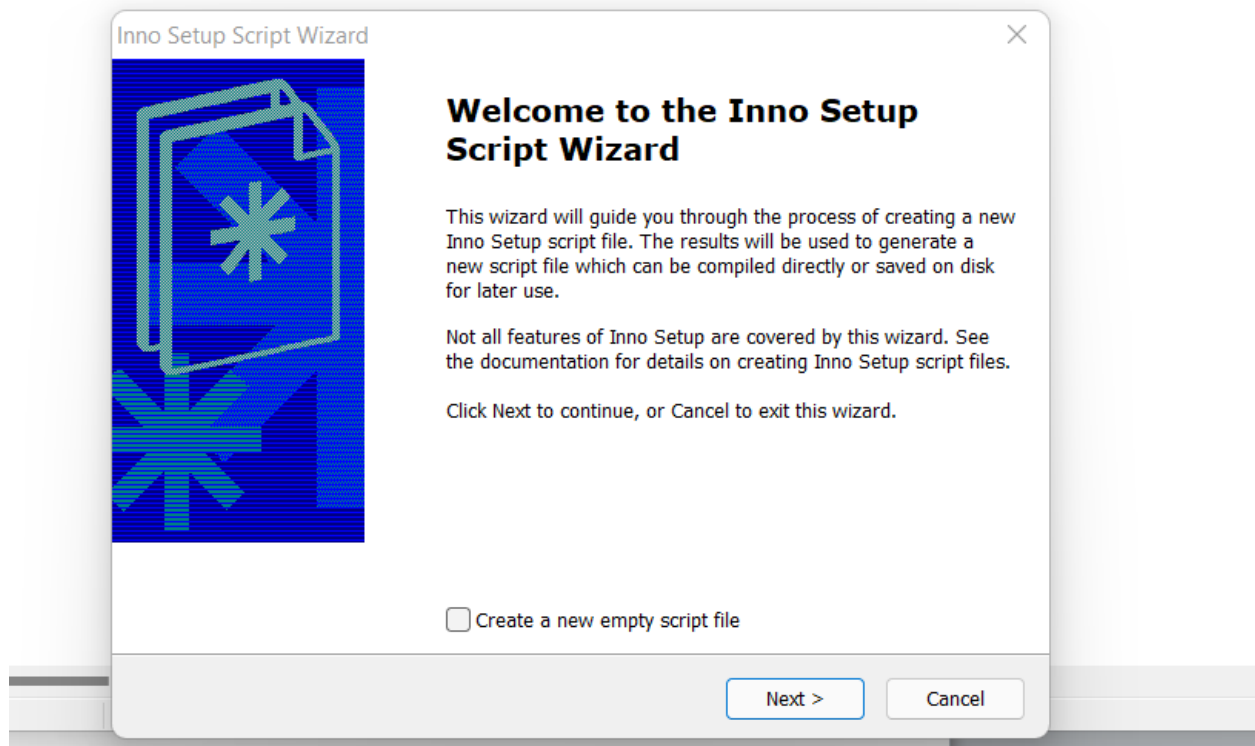 Inno Setup Script Wizard
Welcome to the Inno Setup
Script Wizard
This wizard will guide you through the process of creating a new
Inno Setup script file. The results will be used to generate a
new script file which can be compiled directly or saved on disk
for later use.
Not all features of Inno Setup are covered by this wizard. See
the documentation for details on creating Inno Setup script files.
Click Next to continue, or Cancel to exit this wizard.
Create a new empty script file
Next >
Cancel